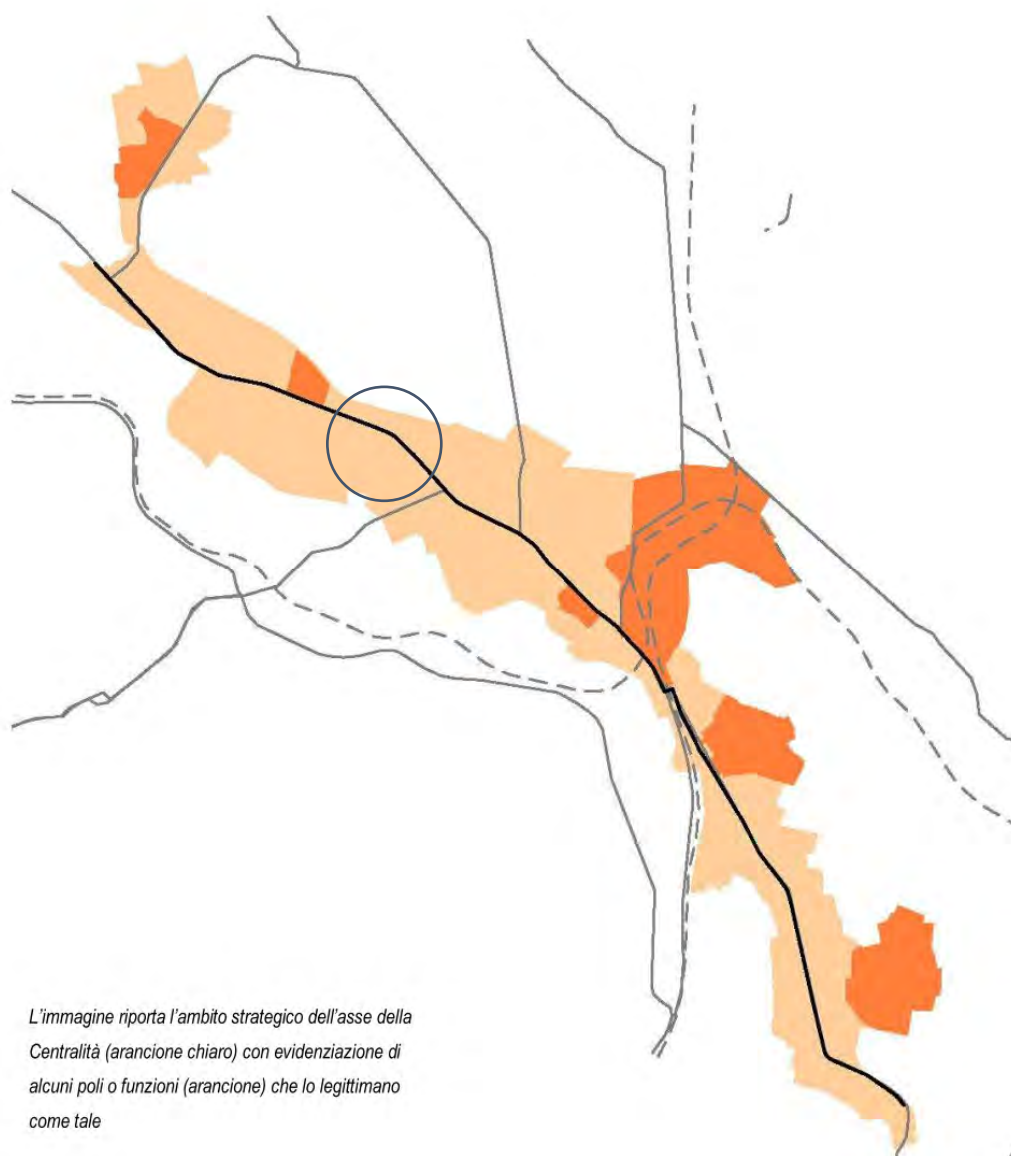 L'immagine riporta l'ambito strategico dell'asse della
Centralità (arancione chiaro) con evidenziazione di
alcuni poli o funzioni (arancione) che lo legittimano
come tale